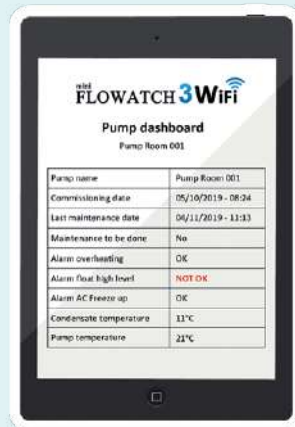 mini
FLOWATCH 3 WiFi
Pump dashboard
Pump Room 001
Pump name Pump Room 001
Commissioning date 05/10/2019 - 08:24
Last maintenance date 04/11/2019 - 11:13
Maintenance to be done No
Alarm overheating OK
Alarm float high level NOT OK
Alarm AC Freeze up OK
Condensate temperature 11°C
Pump temperature 21°C